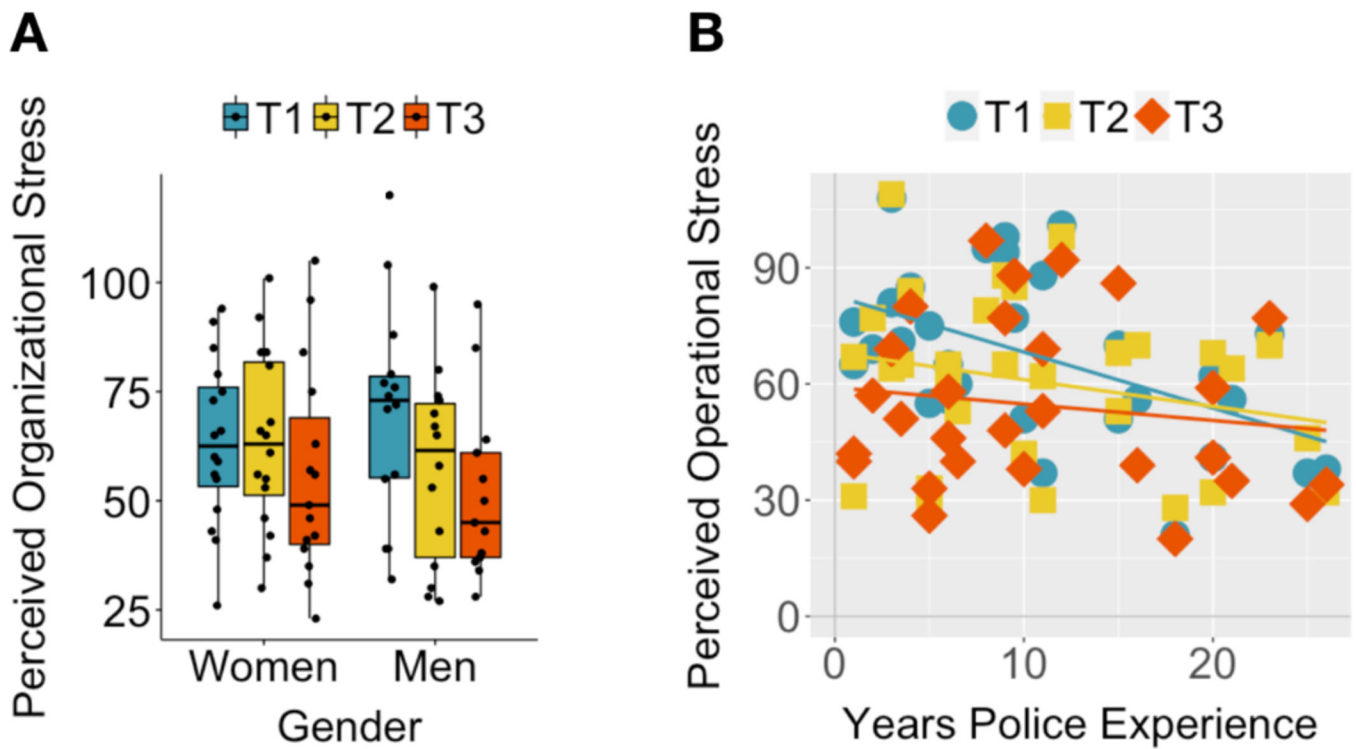 A
T1 T2 T3
Perceived Organizational Stress
100
75
50
25
Women Men
Gender
B
T1 T2 T3
Perceived Operational Stress
90
60
30
0
0 10 20
Years Police Experience